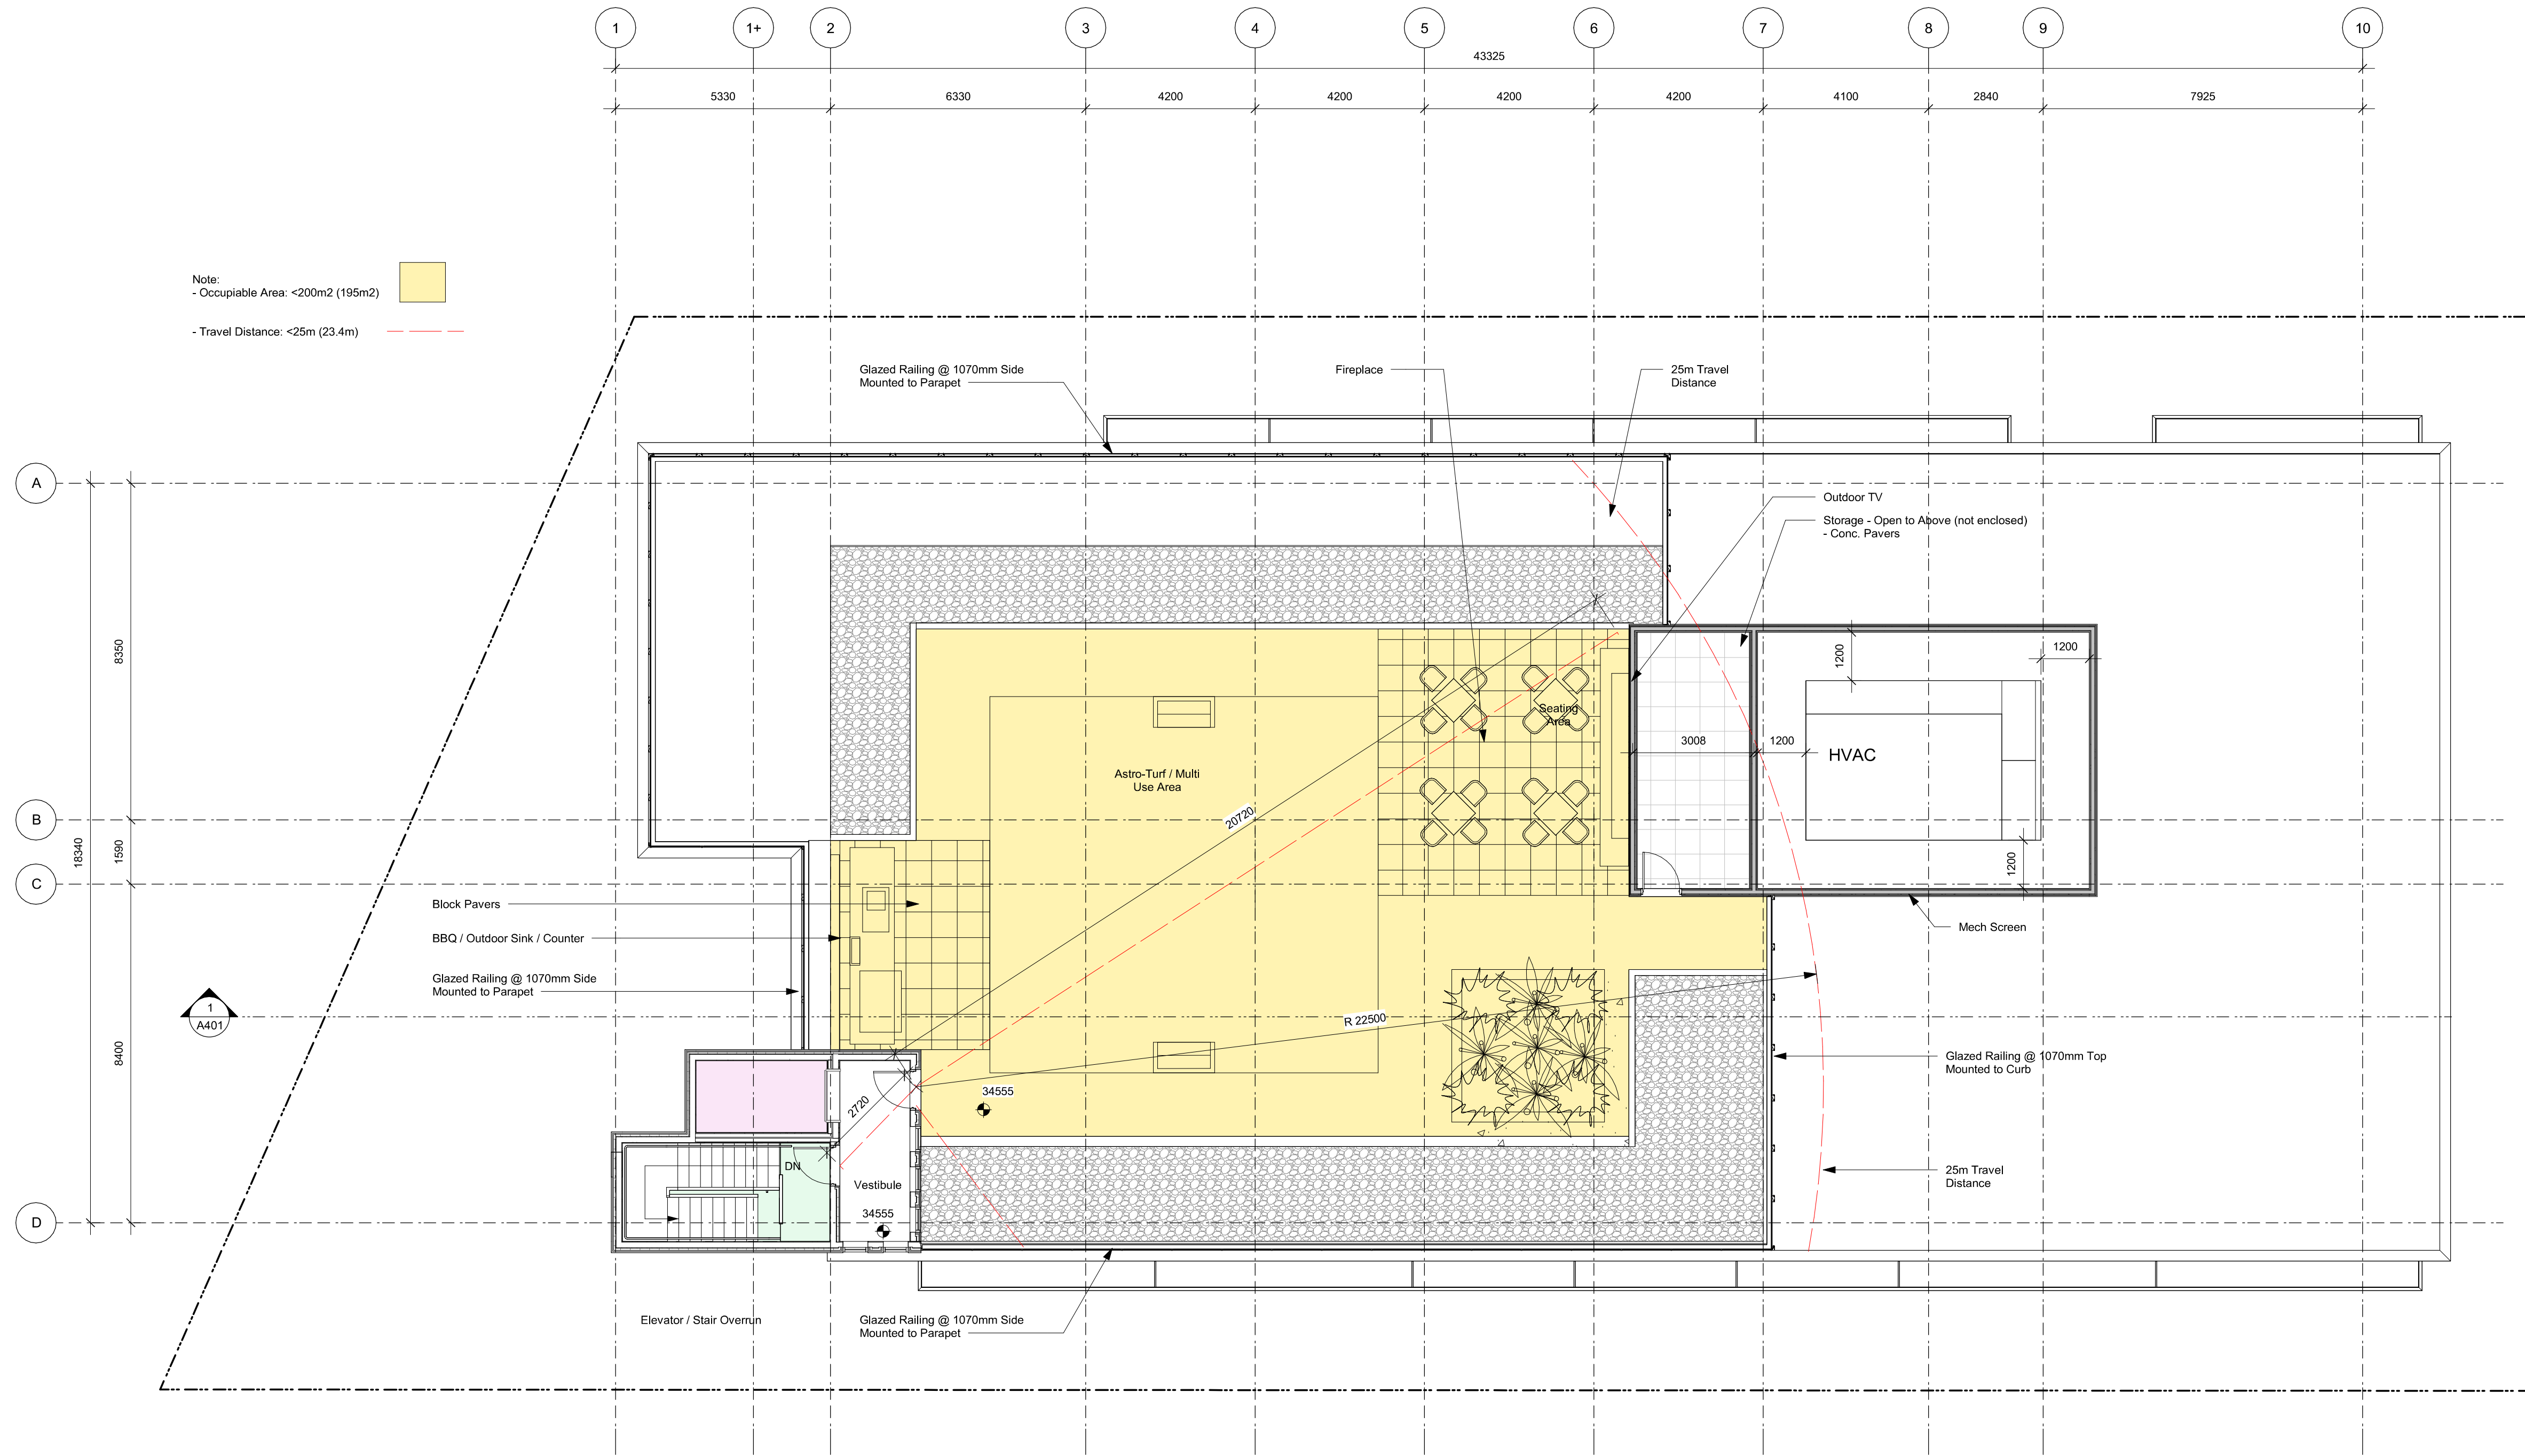 1
1+
2
3
4
5
6
7
8
9
10
43325
5330
6330
4200
4200
4200
4200
4100
2840
7925
Note:
- Occupiable Area: <200m2 (195m2)
- Travel Distance: <25m (23.4m)
Glazed Railing @ 1070mm Side
Mounted to Parapet
Fireplace
25m Travel
Distance
A
Outdoor TV
Storage - Open to Above (not enclosed)
- Conc. Pavers
8350
1200
1200
Seating
Area
3008
1200
HVAC
Astro-Turf / Multi
Use Area
20720
B
18340
1590
1200
C
Block Pavers
BBQ / Outdoor Sink / Counter
Mech Screen
Glazed Railing @ 1070mm Side
Mounted to Parapet
1
A401
R 22500
8400
Glazed Railing @ 1070mm Top
Mounted to Curb
34555
2720
DN
25m Travel
Distance
Vestibule
34555
D
Elevator / Stair Overrun
Glazed Railing @ 1070mm Side
Mounted to Parapet